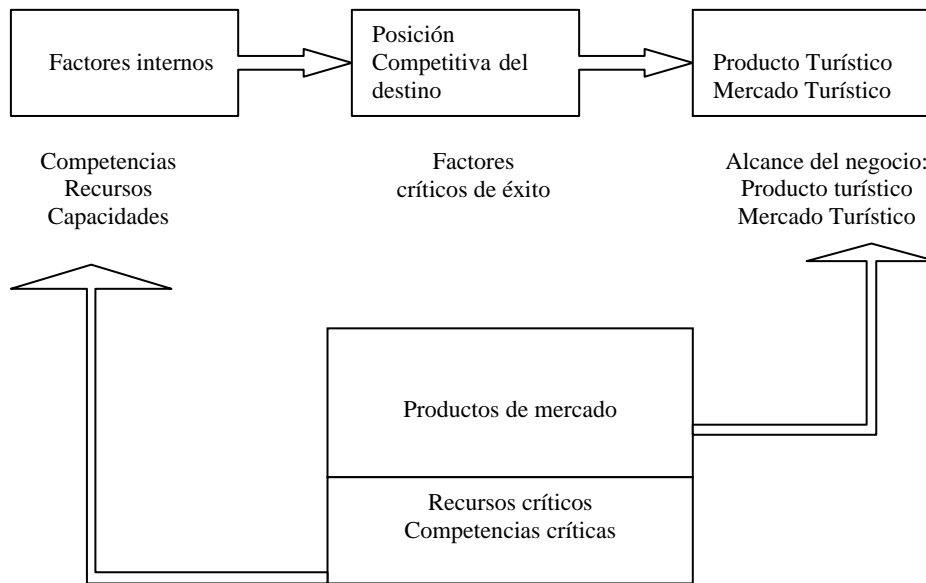 Factores internos
Posición
Competitiva del
destino
Producto Turístico
Mercado Turístico
Competencias
Recursos
Capacidades
Factores
críticos de éxito
Alcance del negocio:
Producto turístico
Mercado Turístico
Productos de mercado
Recursos críticos
Competencias críticas